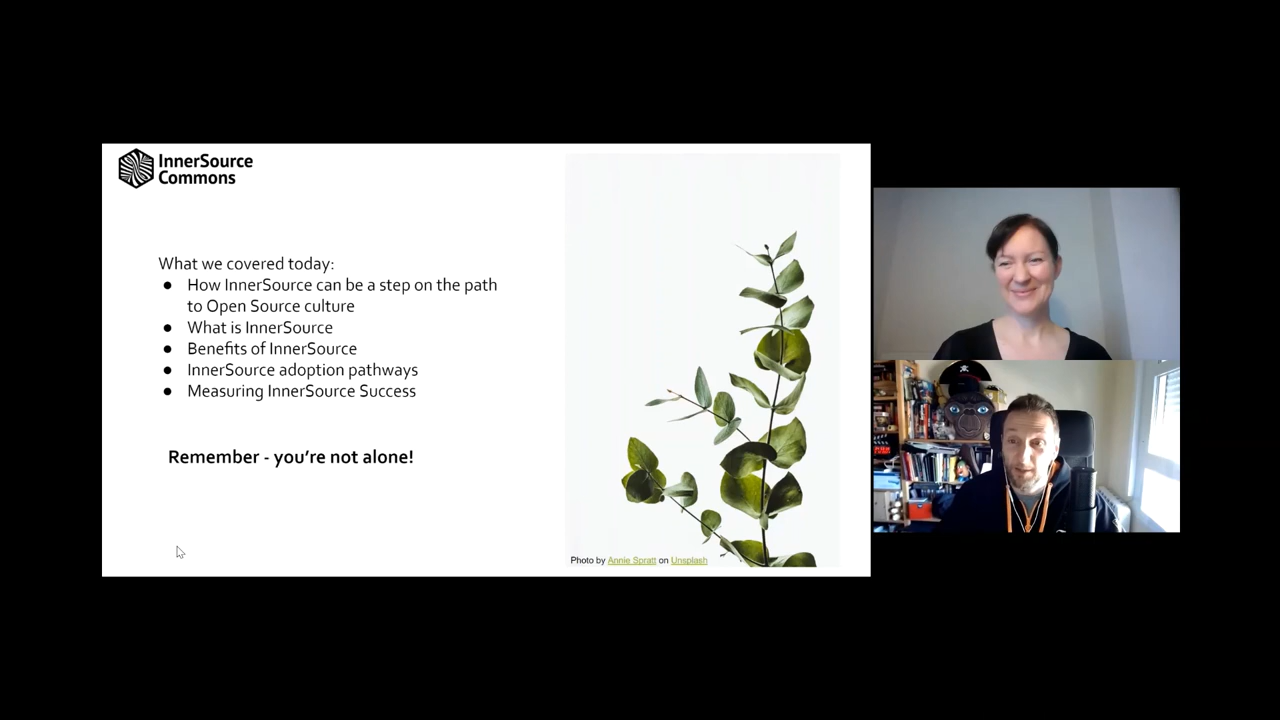 InnerSource
Commons
What we covered today:
● How InnerSource can be a step on the path
to Open Source culture
● What is InnerSource
● Benefits of InnerSource
● InnerSource adoption pathways
● Measuring InnerSource Success
Remember - you're not alone!
Photo by Annie Spratt on Unsplash